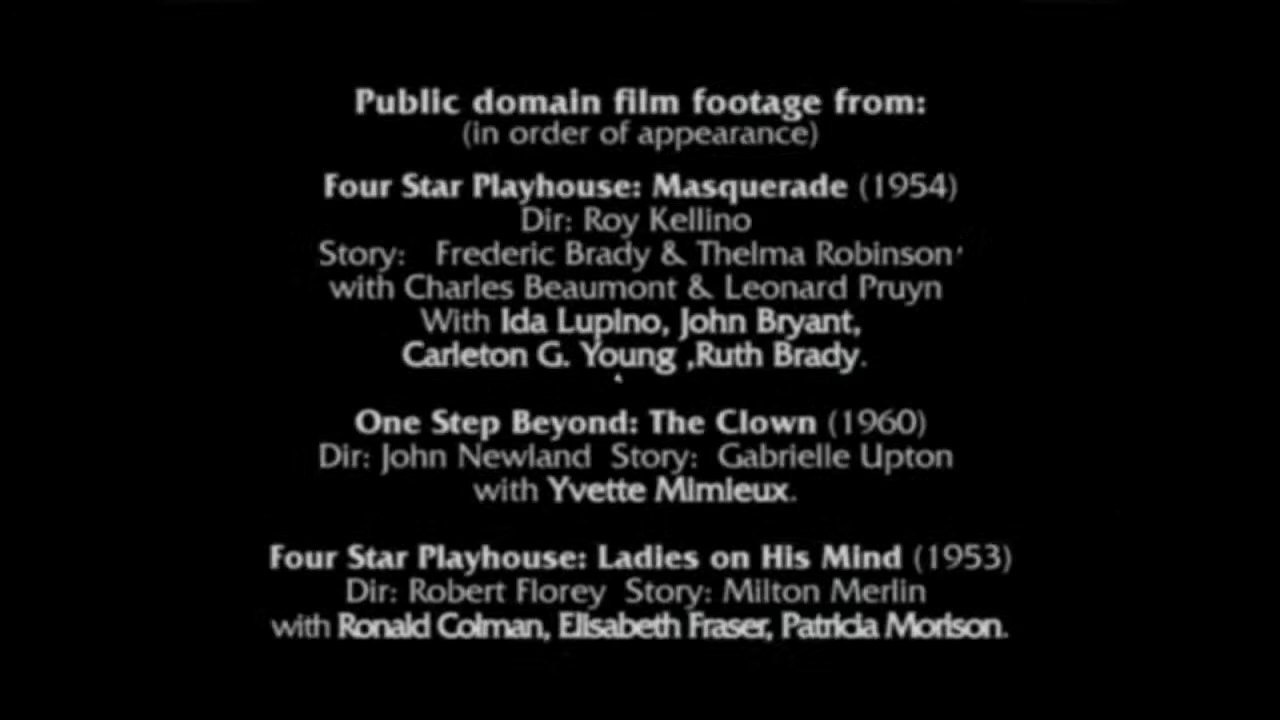 Public domain film footage from:
(in order of appearance)
Four Star Playhouse: Masquerade (1954)
Dir: Roy Kellino
Story: Frederic Brady & Thelma Robinson'
with Charles Beaumont & Leonard Pruyn
With Ida Lupino, John Bryant,
Carleton G. Young ,Ruth Brady.
One Step Beyond: The Clown (1960)
Dir: John Newland Story: Gabrielle Upton
with Yvette Mimieux.
Four Star Playhouse: Ladies on His Mind (1953)
Dir: Robert Florey Story: Milton Merlin
with Ronald Colman, Elisabeth Fraser, Patricia Morison.